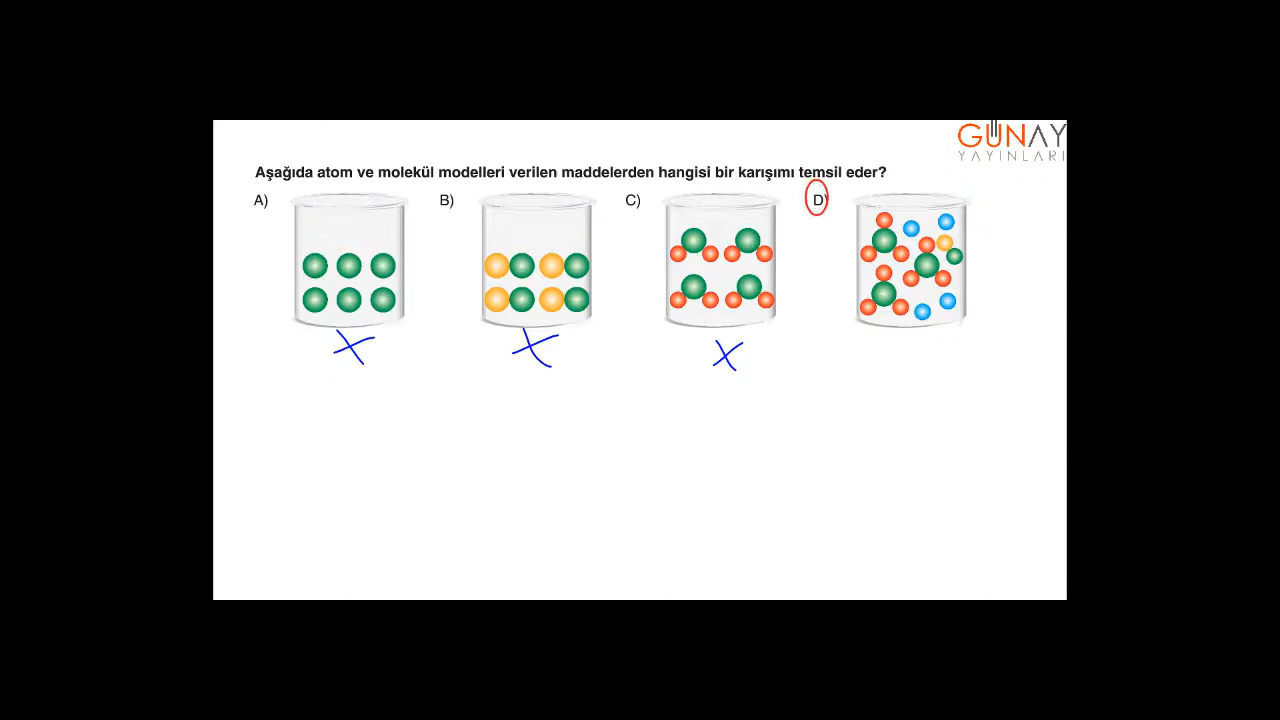 GÜNAY
YAYINLARI
Aşağıda atom ve molekül modelleri verilen maddelerden hangisi bir karışımı temsil eder?
A) B) C) D)